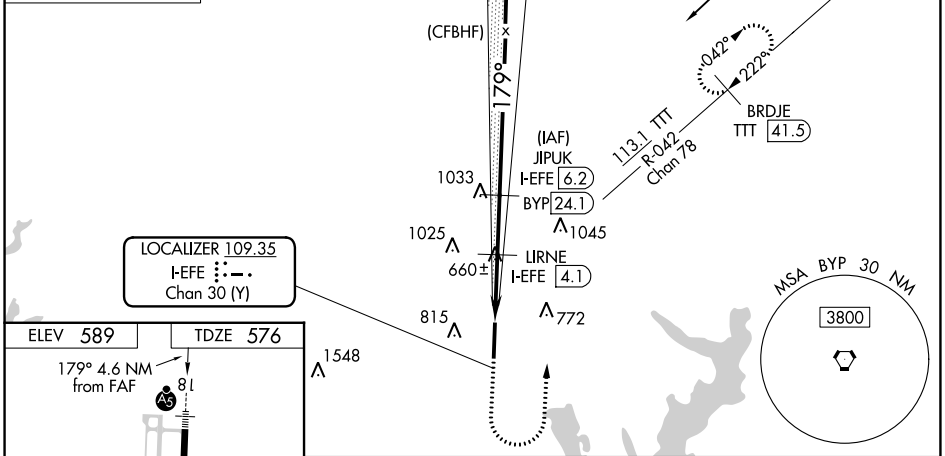 (CFBHF)
x
179°
042°
222°
BRDJE
TTT 41.5
113.1 TTT
R-042
Chan 78
(IAF)
JIPUK
I-EFE 6.2
BYP 24.1
1033
1045
1025
LIRNE
I-EFE 4.1
660±
LOCALIZER 109.35
I-EFE
Chan 30 (Y)
815
772
MSA BYP 30 NM
3800
ELEV 589
TDZE 576
1548
179° 4.6 NM
from FAF
18
A5